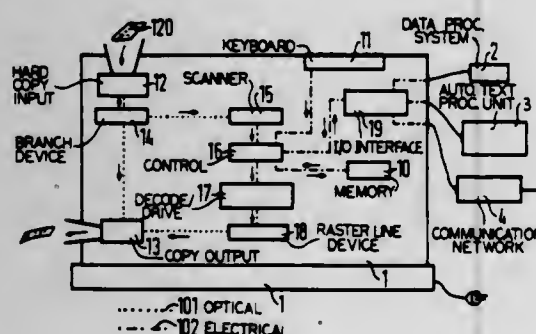 120
KEYBOARD
11
DATA PROC.
SYSTEM
2
HARD
COPY
INPUT
12
SCANNER
15
AUTO. TEXT
PROC. UNIT
3
BRANCH
DEVICE
14
19
I/O INTERFACE
CONTROL
16
10
MEMORY
DECODE/
DRIVE
17
4
COMMUNICATION
NETWORK
13
COPY OUTPUT
18
RASTER LINE
DEVICE
1
1
101 OPTICAL
102 ELECTRICAL